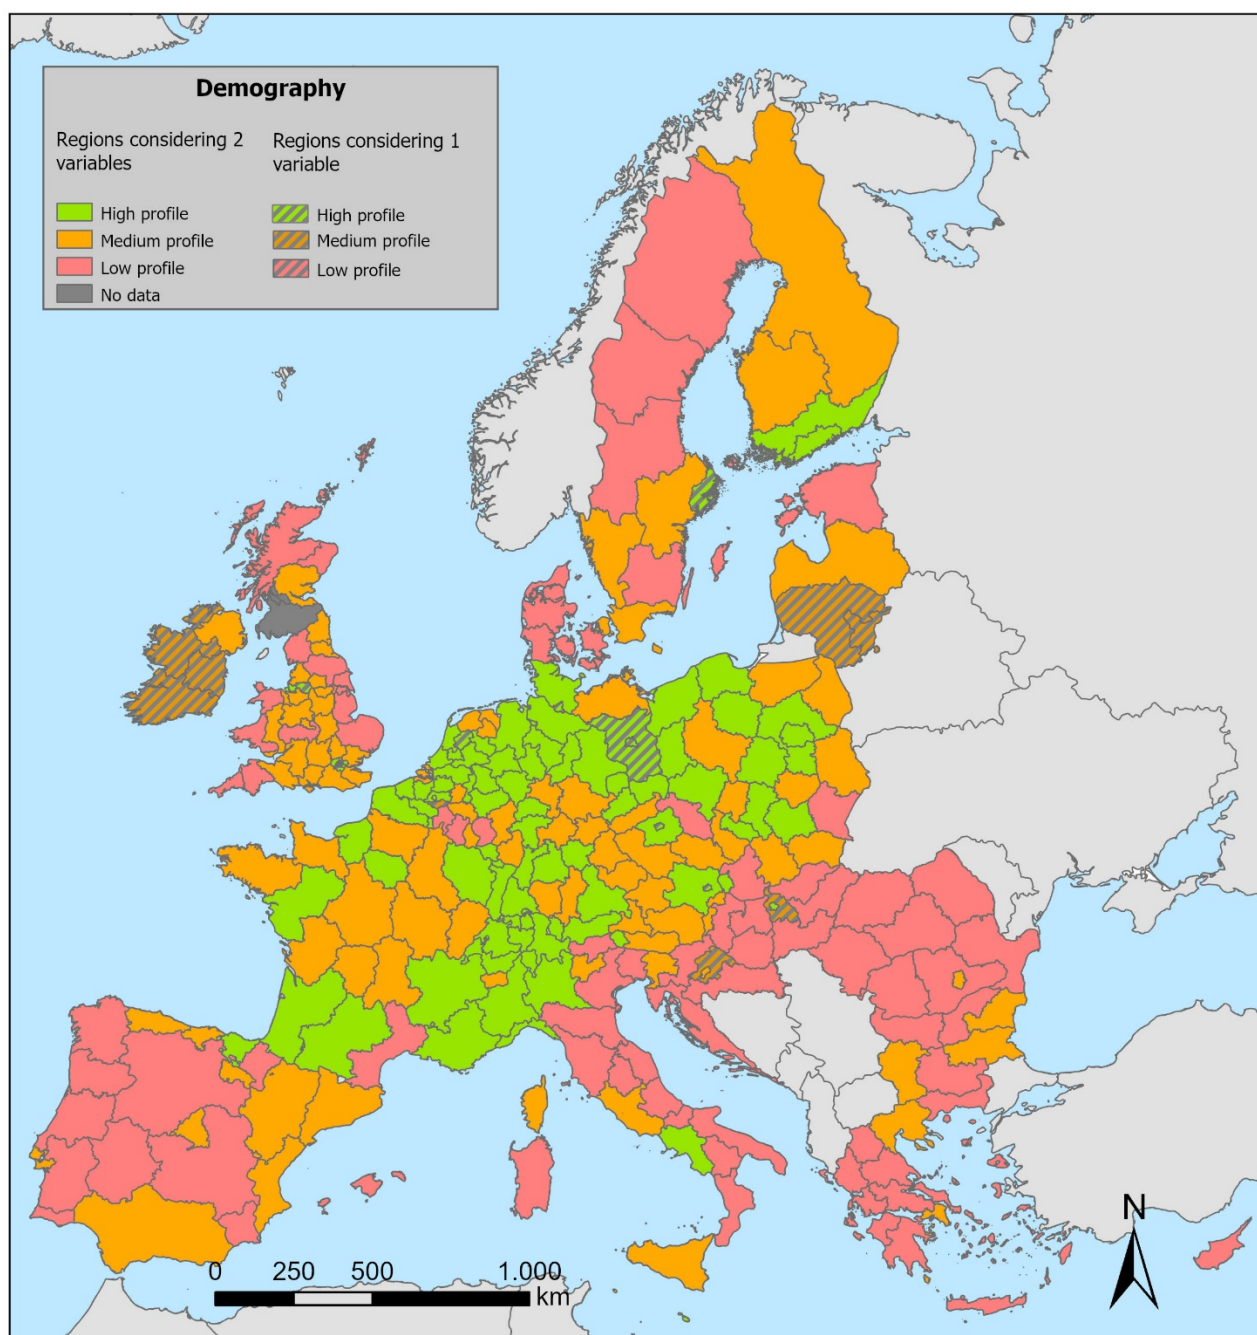 Demography
Regions considering 2
variables
High profile
Medium profile
Low profile
No data
Regions considering 1
variable
High profile
Medium profile
Low profile
N
0 250 500 1.000
km